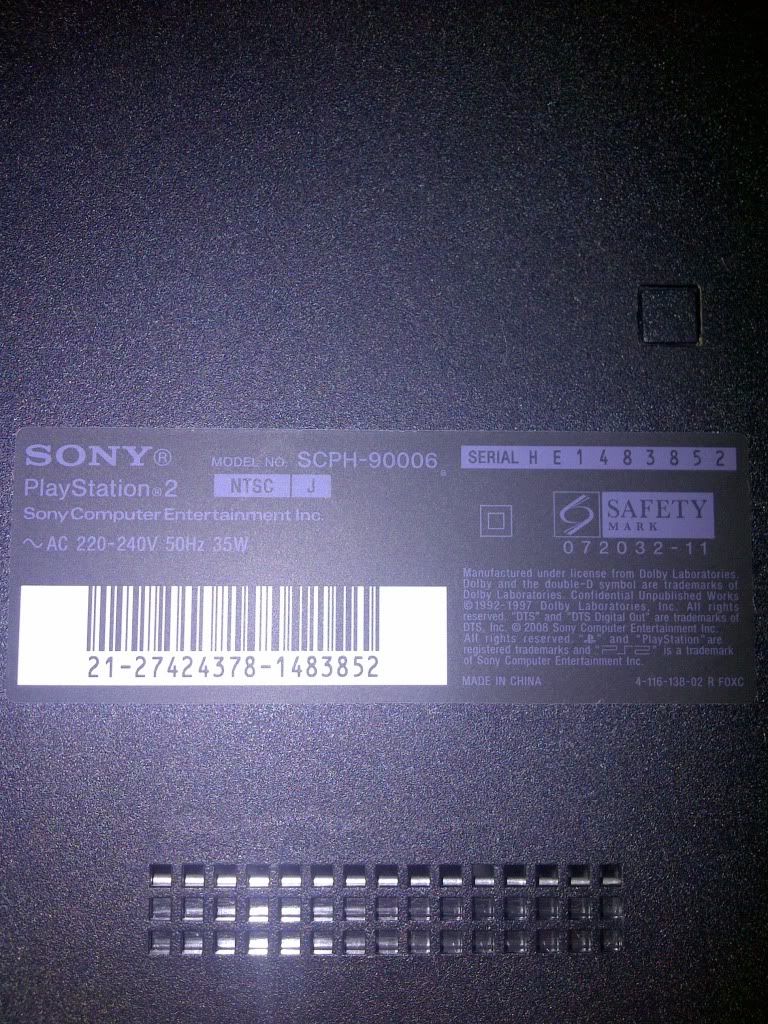 SONY®
MODEL NO. SCPH-90006
PlayStation®2
NTSC J
Sony Computer Entertainment Inc.
~ AC 220-240V 50Hz 35W
21-27424378-1483852
SERIAL H E 1 4 8 3 8 5 2
SAFETY
MARK
072032-11
Manufactured under license from Dolby Laboratories.
Dolby and the double-D symbol are trademarks of
Dolby Laboratories. Confidential Unpublished Works
©1992-1997 Dolby Laboratories, Inc. All rights
reserved. "DTS" and "DTS Digital Out" are trademarks of
DTS, Inc. © 2008 Sony Computer Entertainment Inc.
All rights reserved. " " and "PlayStation" are
registered trademarks and "PS2" is a trademark
of Sony Computer Entertainment Inc.
MADE IN CHINA
4-116-138-02 R FOXC